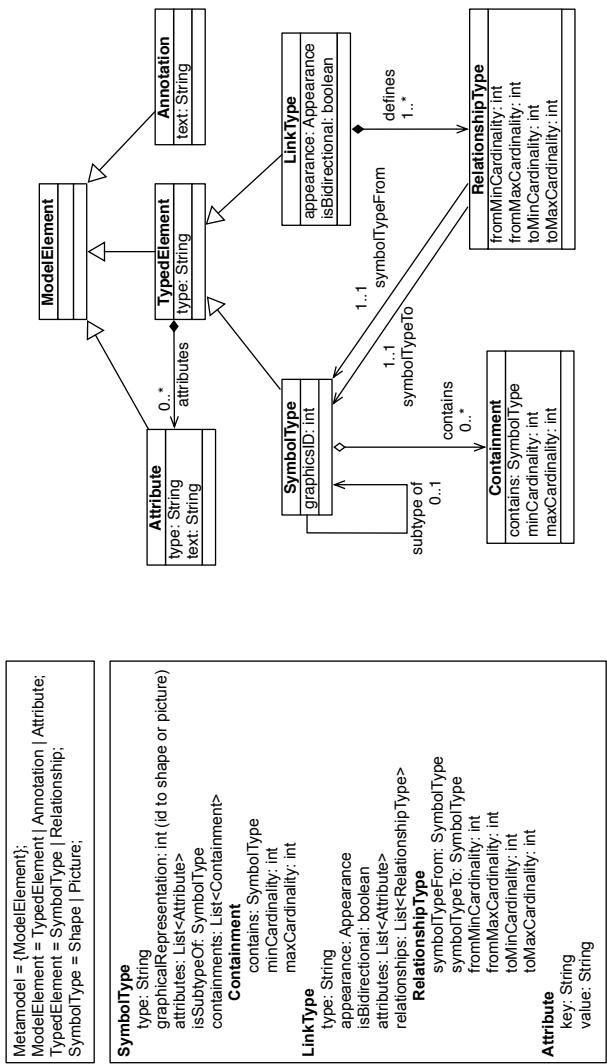 Metamodel = {ModelElement};
ModelElement = TypedElement | Annotation | Attribute;
TypedElement = SymbolType | Relationship;
SymbolType = Shape | Picture;
SymbolType
type: String
graphicalRepresentation: int (id to shape or picture)
attributes: List<Attribute>
isSubtypeOf: SymbolType
containments: List<Containment>
Containment
contains: SymbolType
minCardinality: int
maxCardinality: int
LinkType
type: String
appearance: Appearance
isBidirectional: boolean
attributes: List<Attribute>
relationships: List<RelationshipType>
RelationshipType
symbolTypeFrom: SymbolType
symbolTypeTo: SymbolType
fromMinCardinality: int
fromMaxCardinality: int
toMinCardinality: int
toMaxCardinality: int
Attribute
key: String
value: String
ModelElement
Attribute
type: String
text: String
0..*
attributes
TypedElement
type: String
Annotation
text: String
SymbolType
graphicsID: int
subtype of
0..1
contains
0..*
1..1
symbolTypeTo
1..1
symbolTypeFrom
LinkType
appearance: Appearance
isBidirectional: boolean
defines
1..*
Containment
contains: SymbolType
minCardinality: int
maxCardinality: int
RelationshipType
fromMinCardinality: int
fromMaxCardinality: int
toMinCardinality: int
toMaxCardinality: int